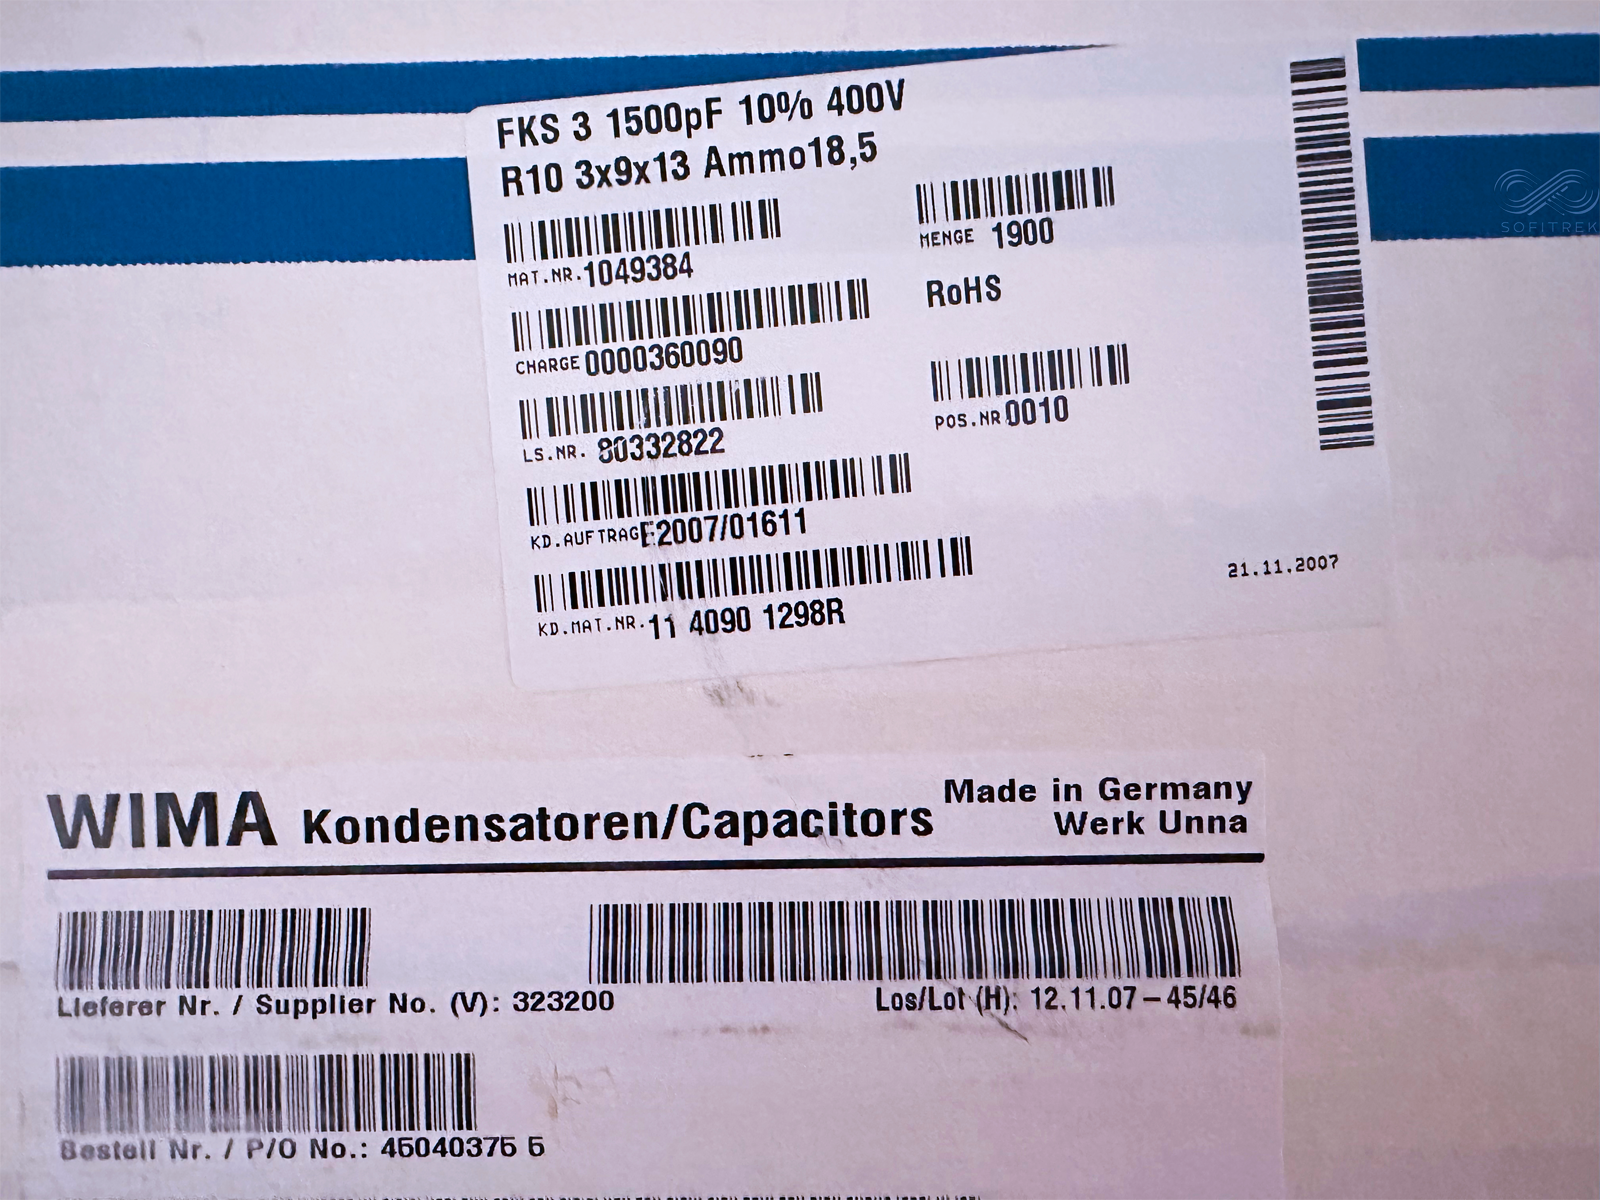 FKS 3 1500pF 10% 400V
R10 3x9x13 Ammo18,5
MAT.NR. 1049384
MENGE 1900
CHARGE 0000360090
RoHS
LS.NR. 80332822
POS.NR 0010
KD.AUFTRAG E2007/01611
KD.MAT.NR. 11 4090 1298R
21.11.2007
SOFITREK
WIMA Kondensatoren/Capacitors
Made in Germany
Werk Unna
Lieferer Nr. / Supplier No. (V): 323200
Los/Lot (H): 12.11.07 – 45/46
Bestell Nr. / P/O No.: 45040375 5